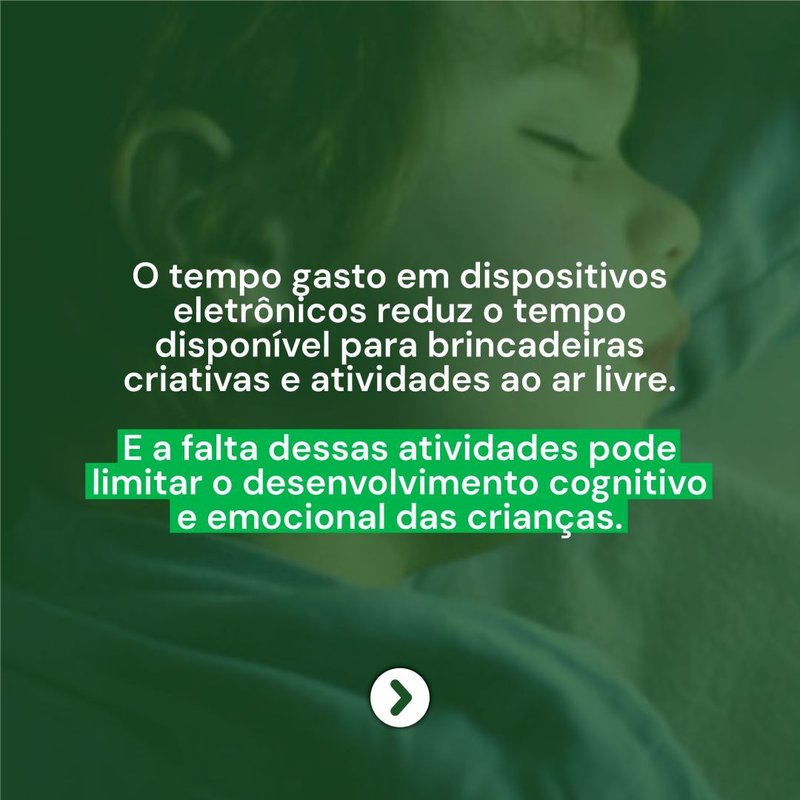 O tempo gasto em dispositivos
eletrônicos reduz o tempo
disponível para brincadeiras
criativas e atividades ao ar livre.
E a falta dessas atividades pode
limitar o desenvolvimento cognitivo
e emocional das crianças.